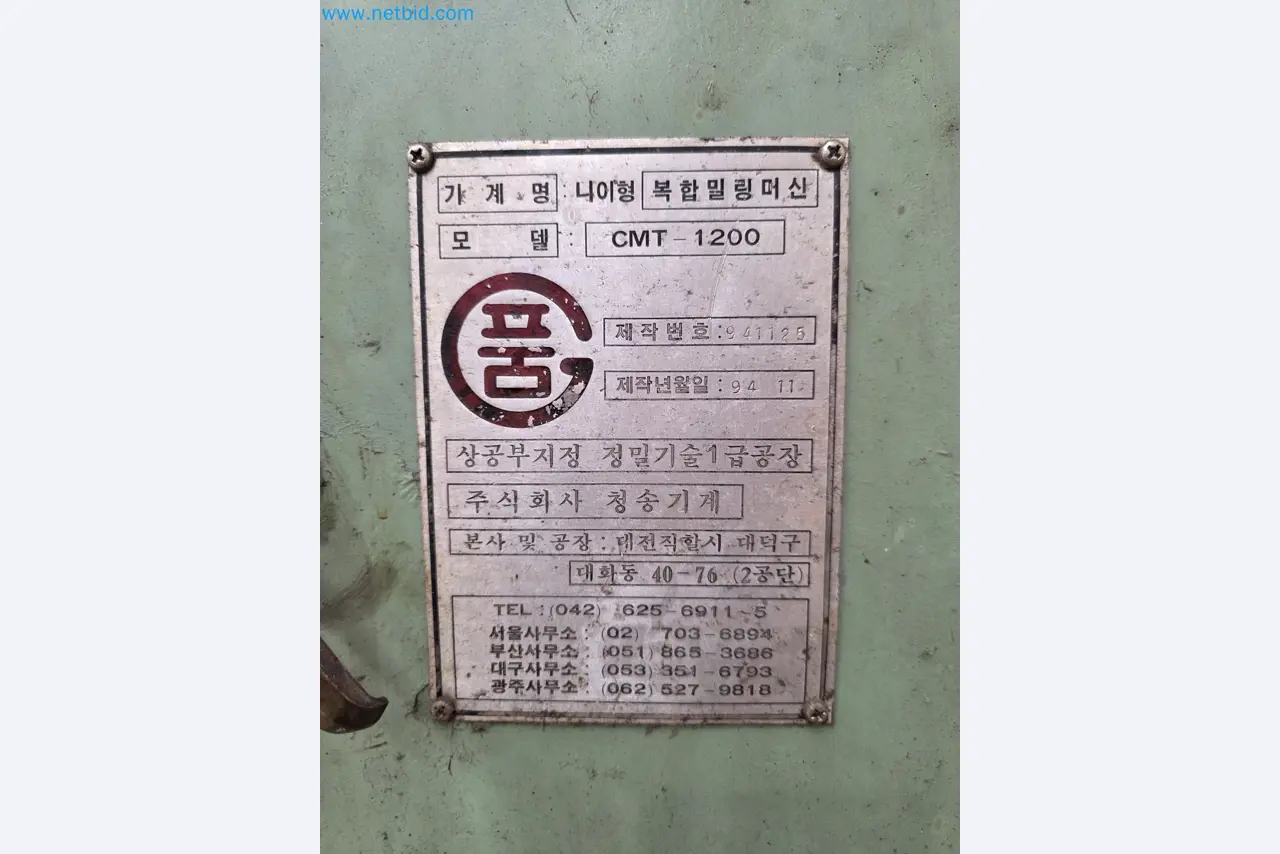 www.netbid.com
가계명 : 니이형 복합밀링머신
모델 : CMT-1200
품
제작번호 : 941125
제작년월일 : 94 11
상공부지정 정밀기술1급공장
주식회사 청송기계
본사 및 공장 : 대전직할시 대덕구
대화동 40-76 (2공단)
TEL : (042) 625-6911~5
서울사무소 : (02) 703-6894
부산사무소 : (051) 865-3686
대구사무소 : (053) 351-6793
광주사무소 : (062) 527-9818